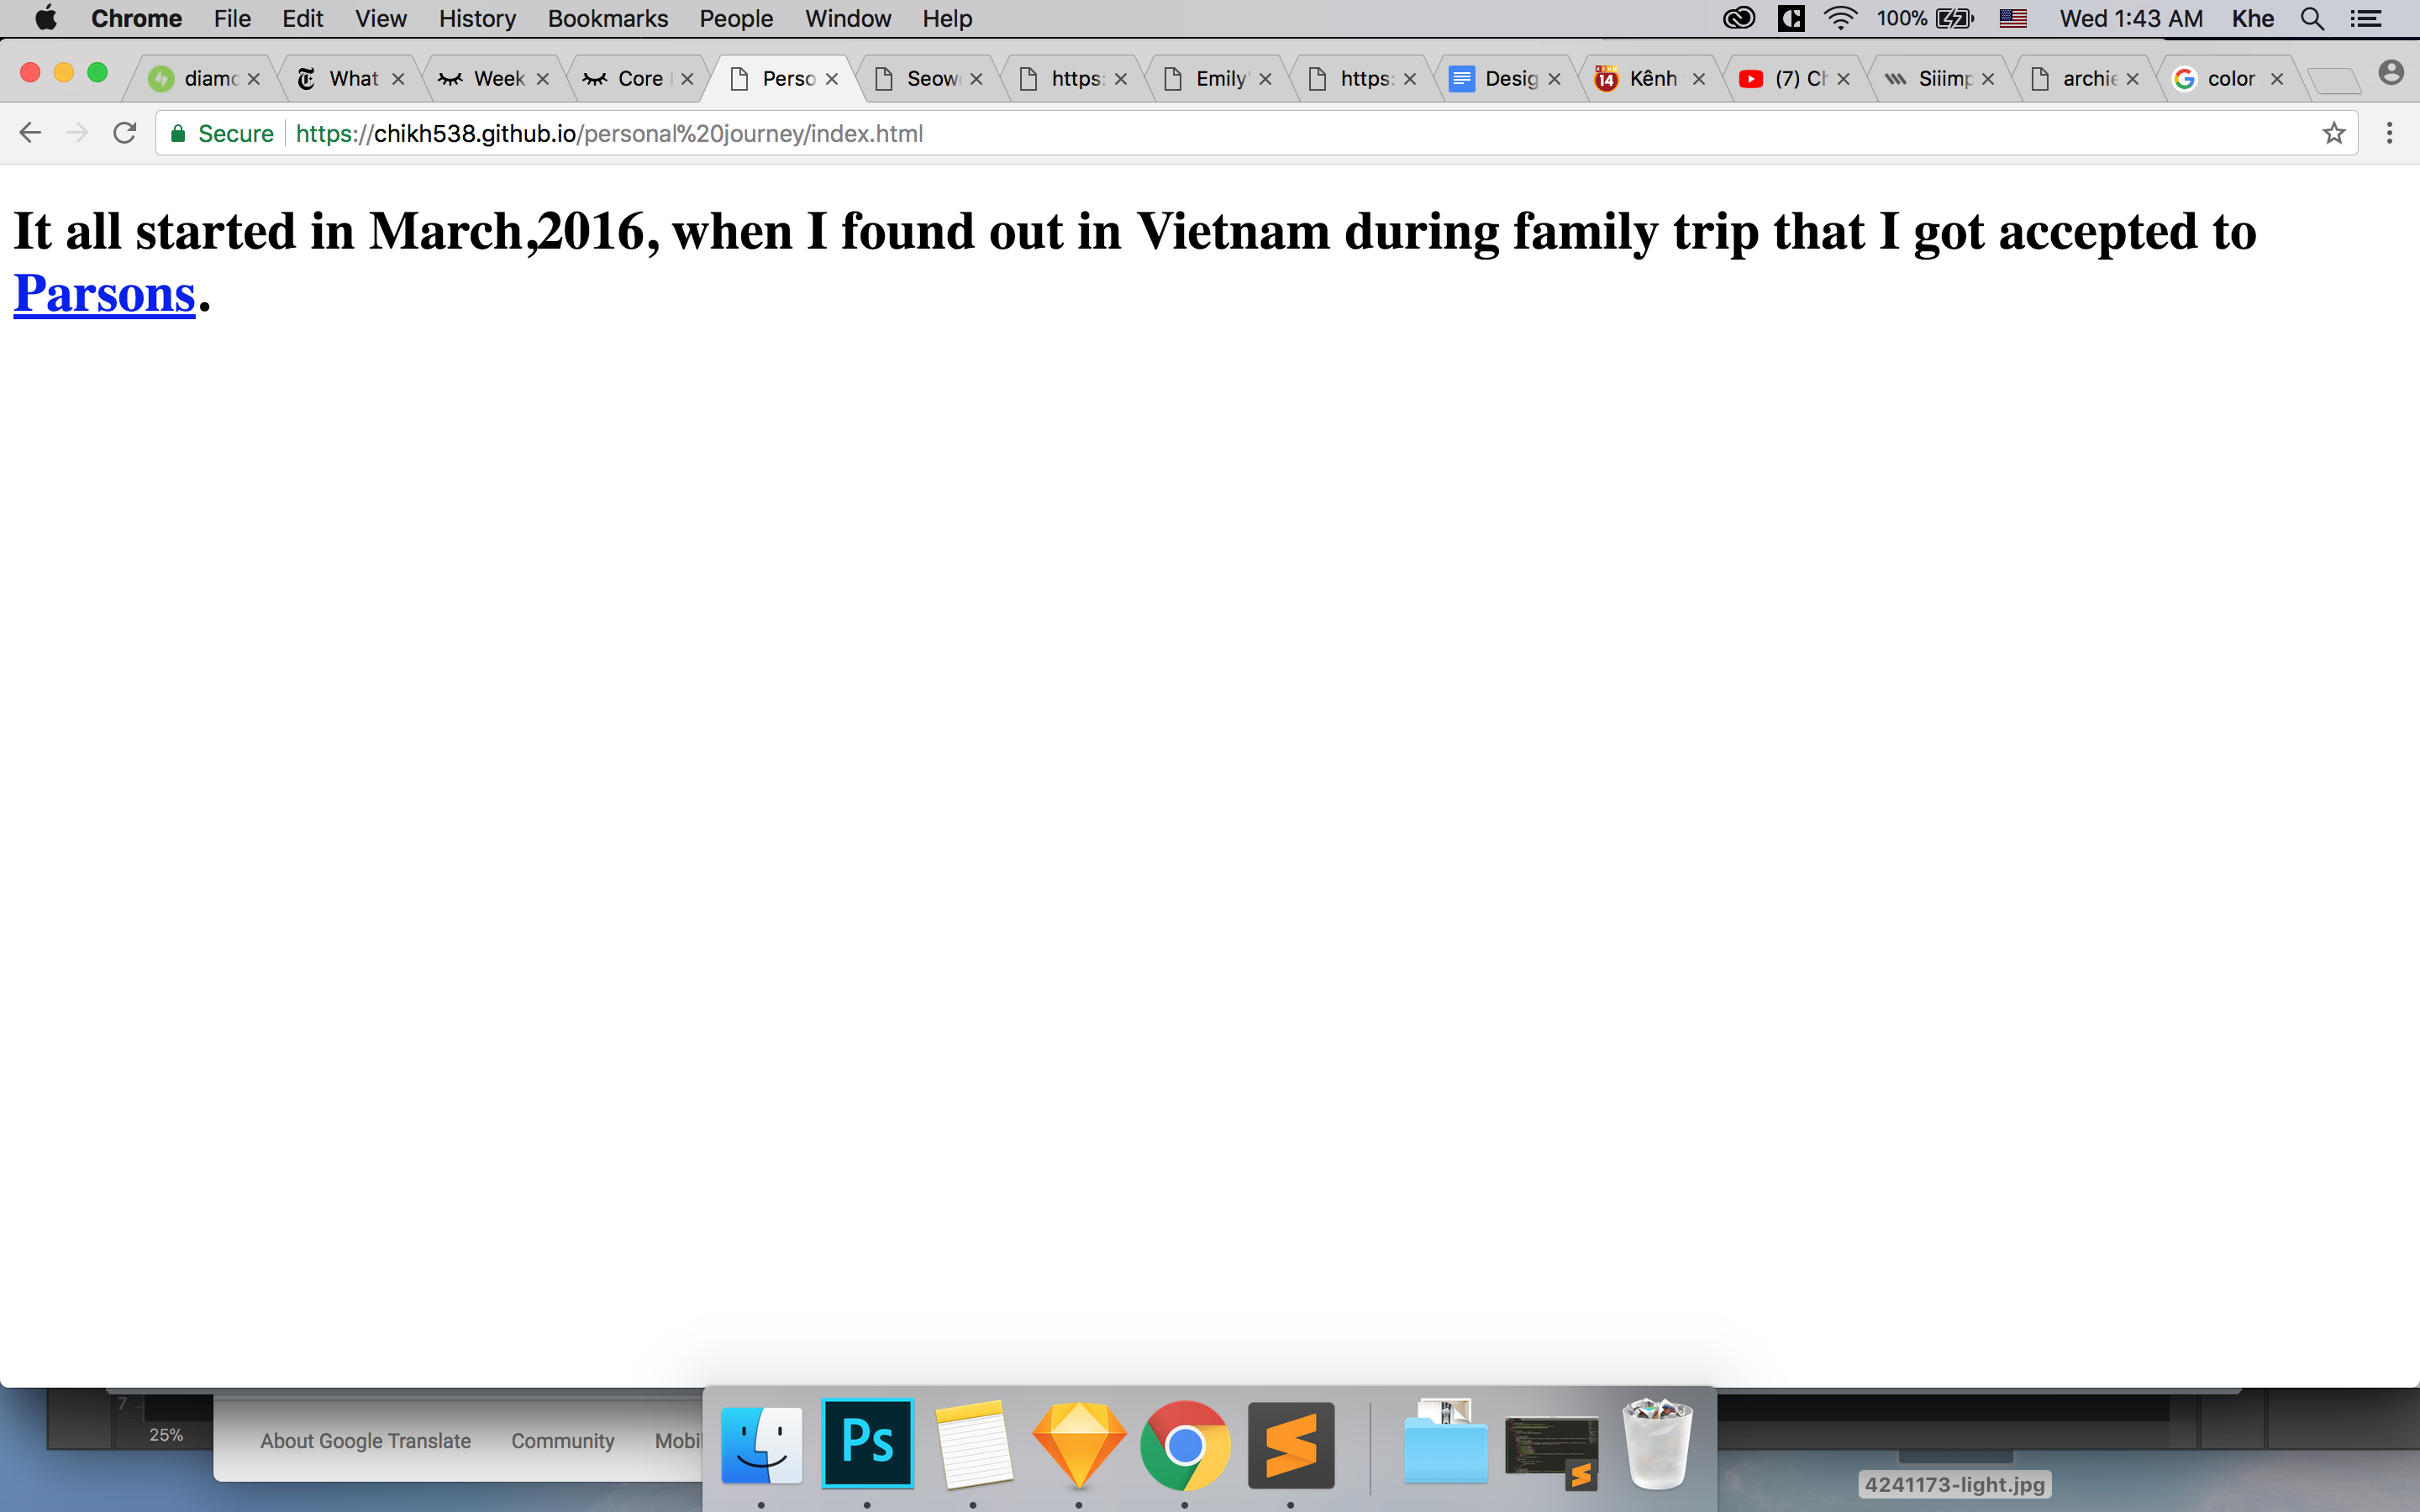 Chrome File Edit View History Bookmarks People Window Help 100% Wed 1:43 AM Khe
diamo What Week Core Perso Seow https: Emily' https: Desig 14 Kênh (7) Ch Siiimp archie color
Secure https://chikh538.github.io/personal%20journey/index.html
It all started in March,2016, when I found out in Vietnam during family trip that I got accepted to
Parsons.
7
25% About Google Translate Community Mobil
Ps
4241173-light.jpg